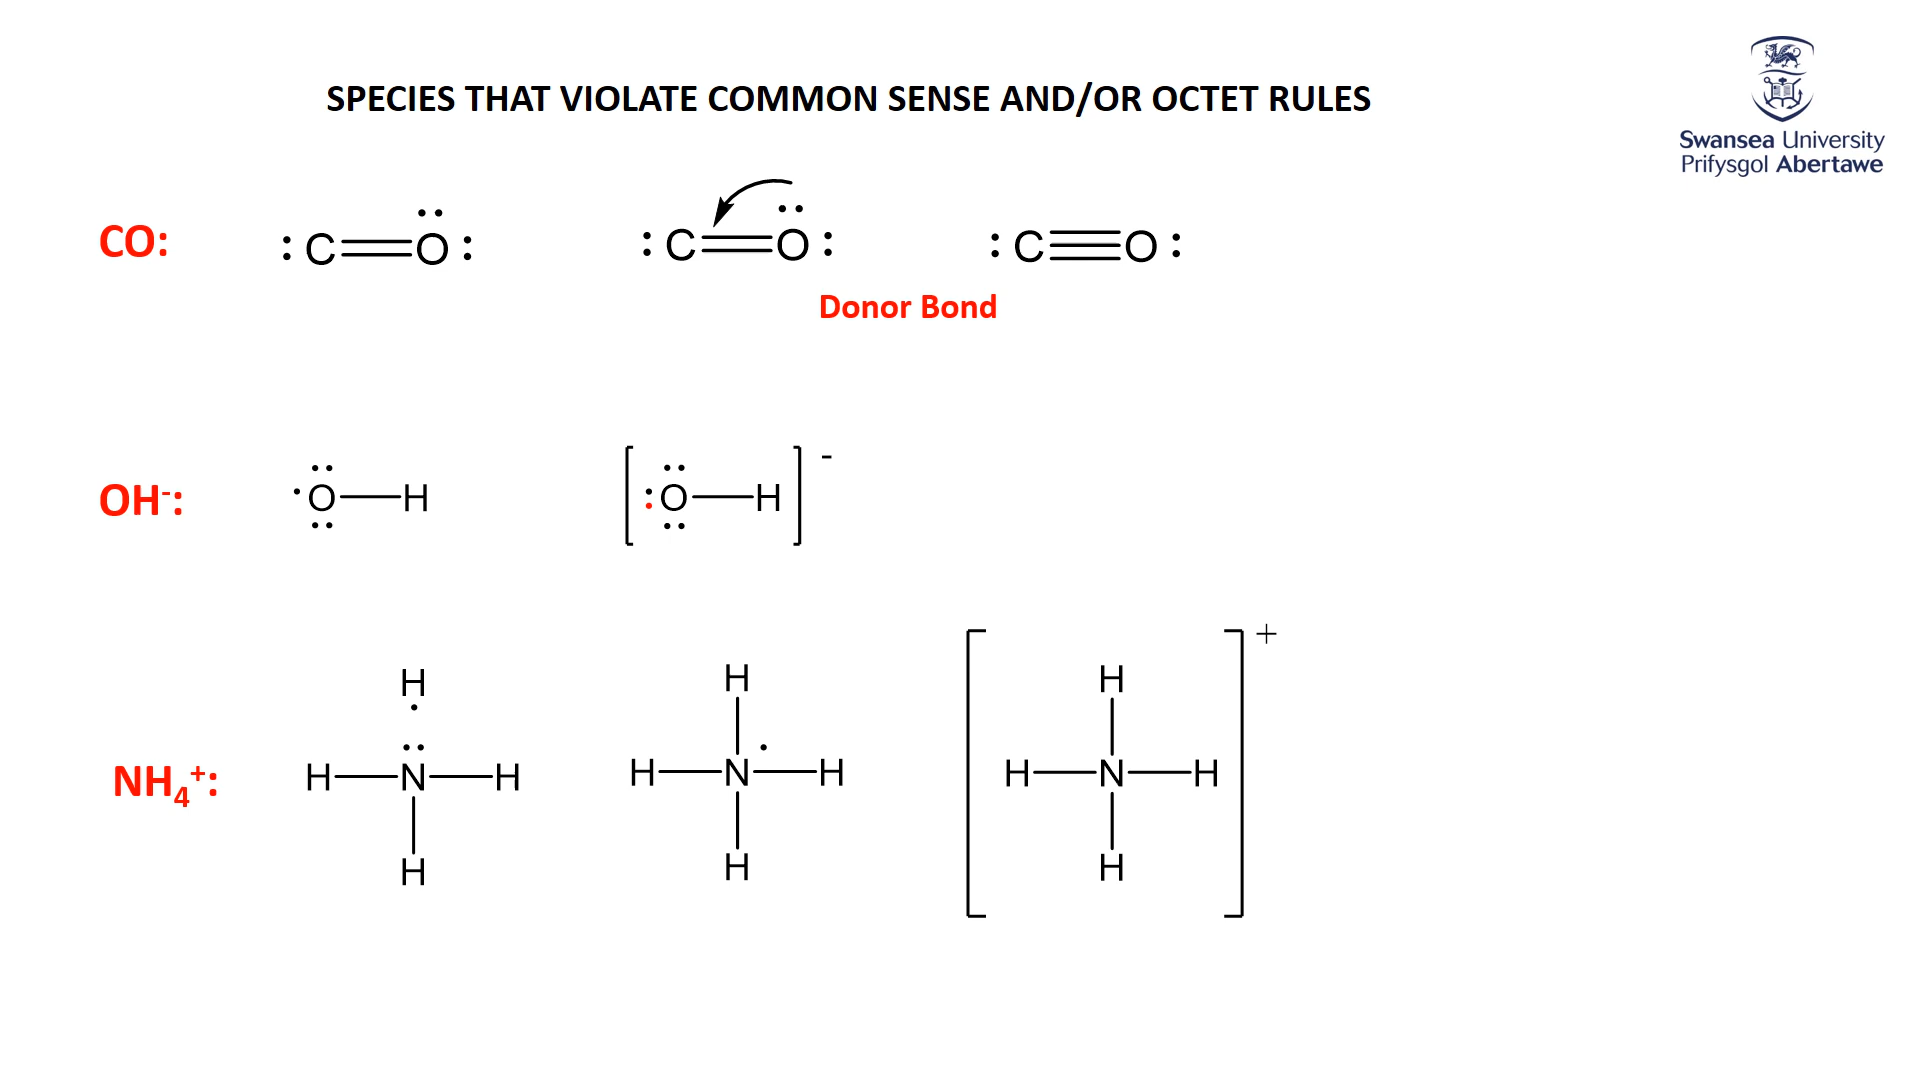 SPECIES THAT VIOLATE COMMON SENSE AND/OR OCTET RULES
Swansea University
Prifysgol Abertawe
CO:
:C=O:
:C=O:
:C≡O:
Donor Bond
OH⁻:
O—H
[:O—H]⁻
NH₄⁺:
H
H—N—H
H
H
H—N—H
H
H
H—N—H
H
+